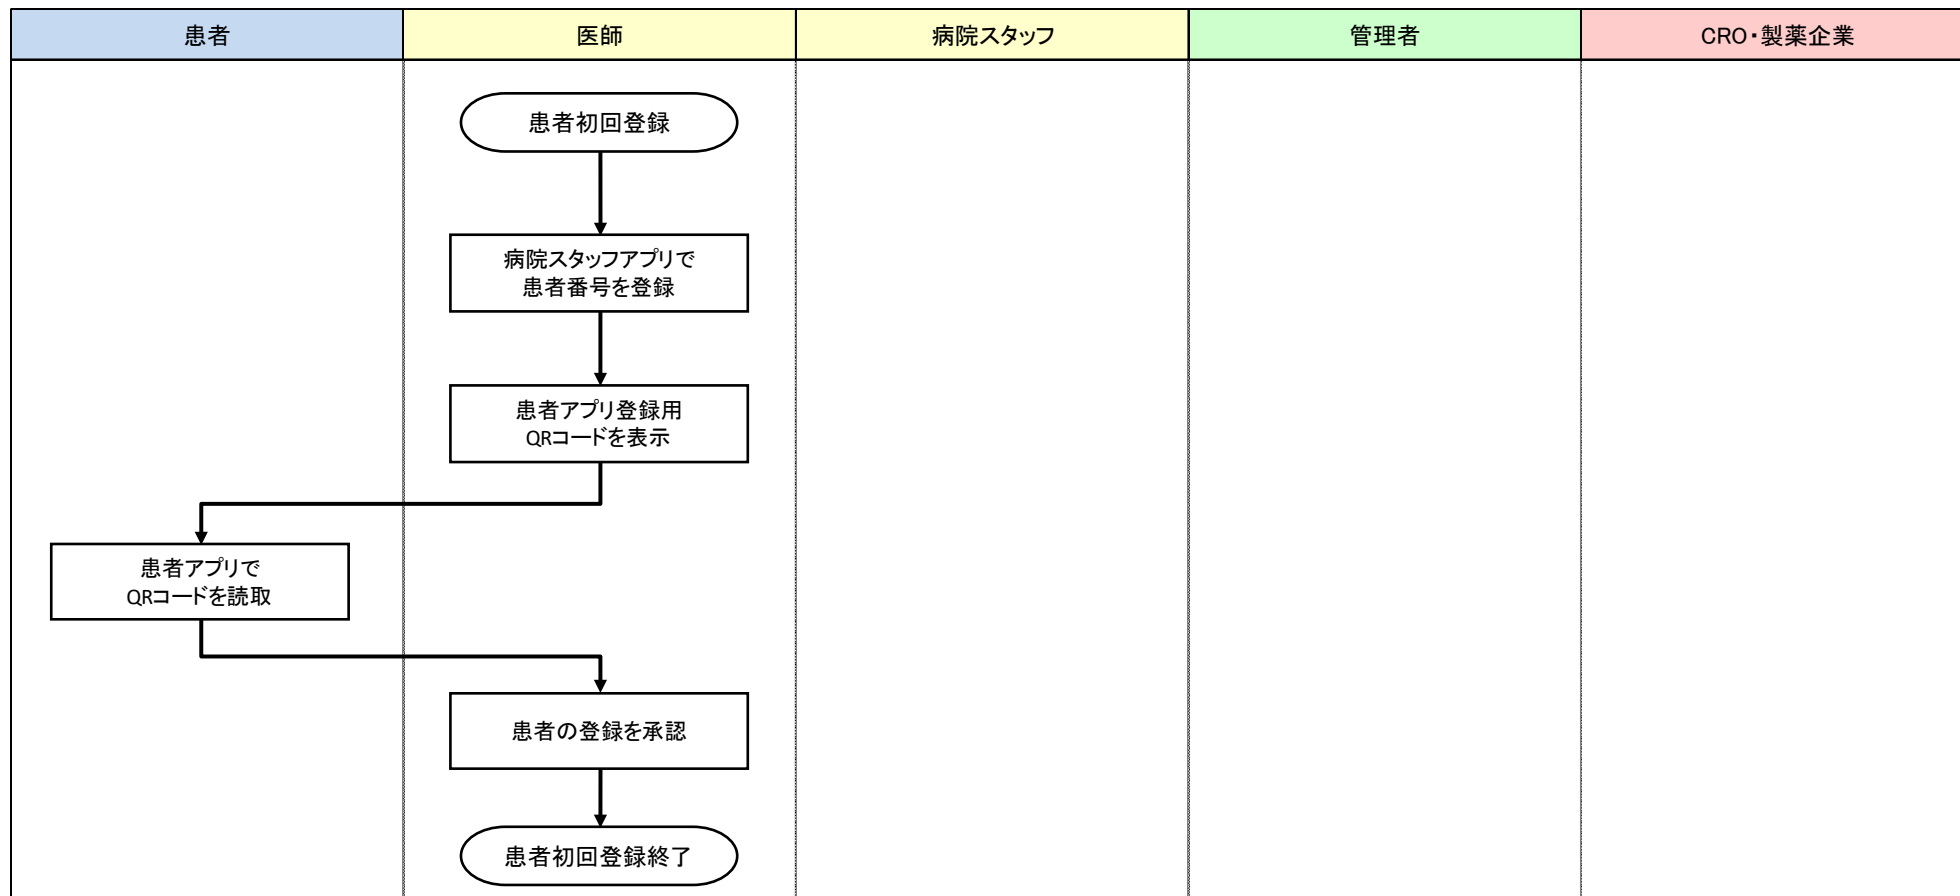 患者
医師
病院スタッフ
管理者
CRO・製薬企業
患者初回登録
病院スタッフアプリで
患者番号を登録
患者アプリ登録用
QRコードを表示
患者アプリで
QRコードを読取
患者の登録を承認
患者初回登録終了